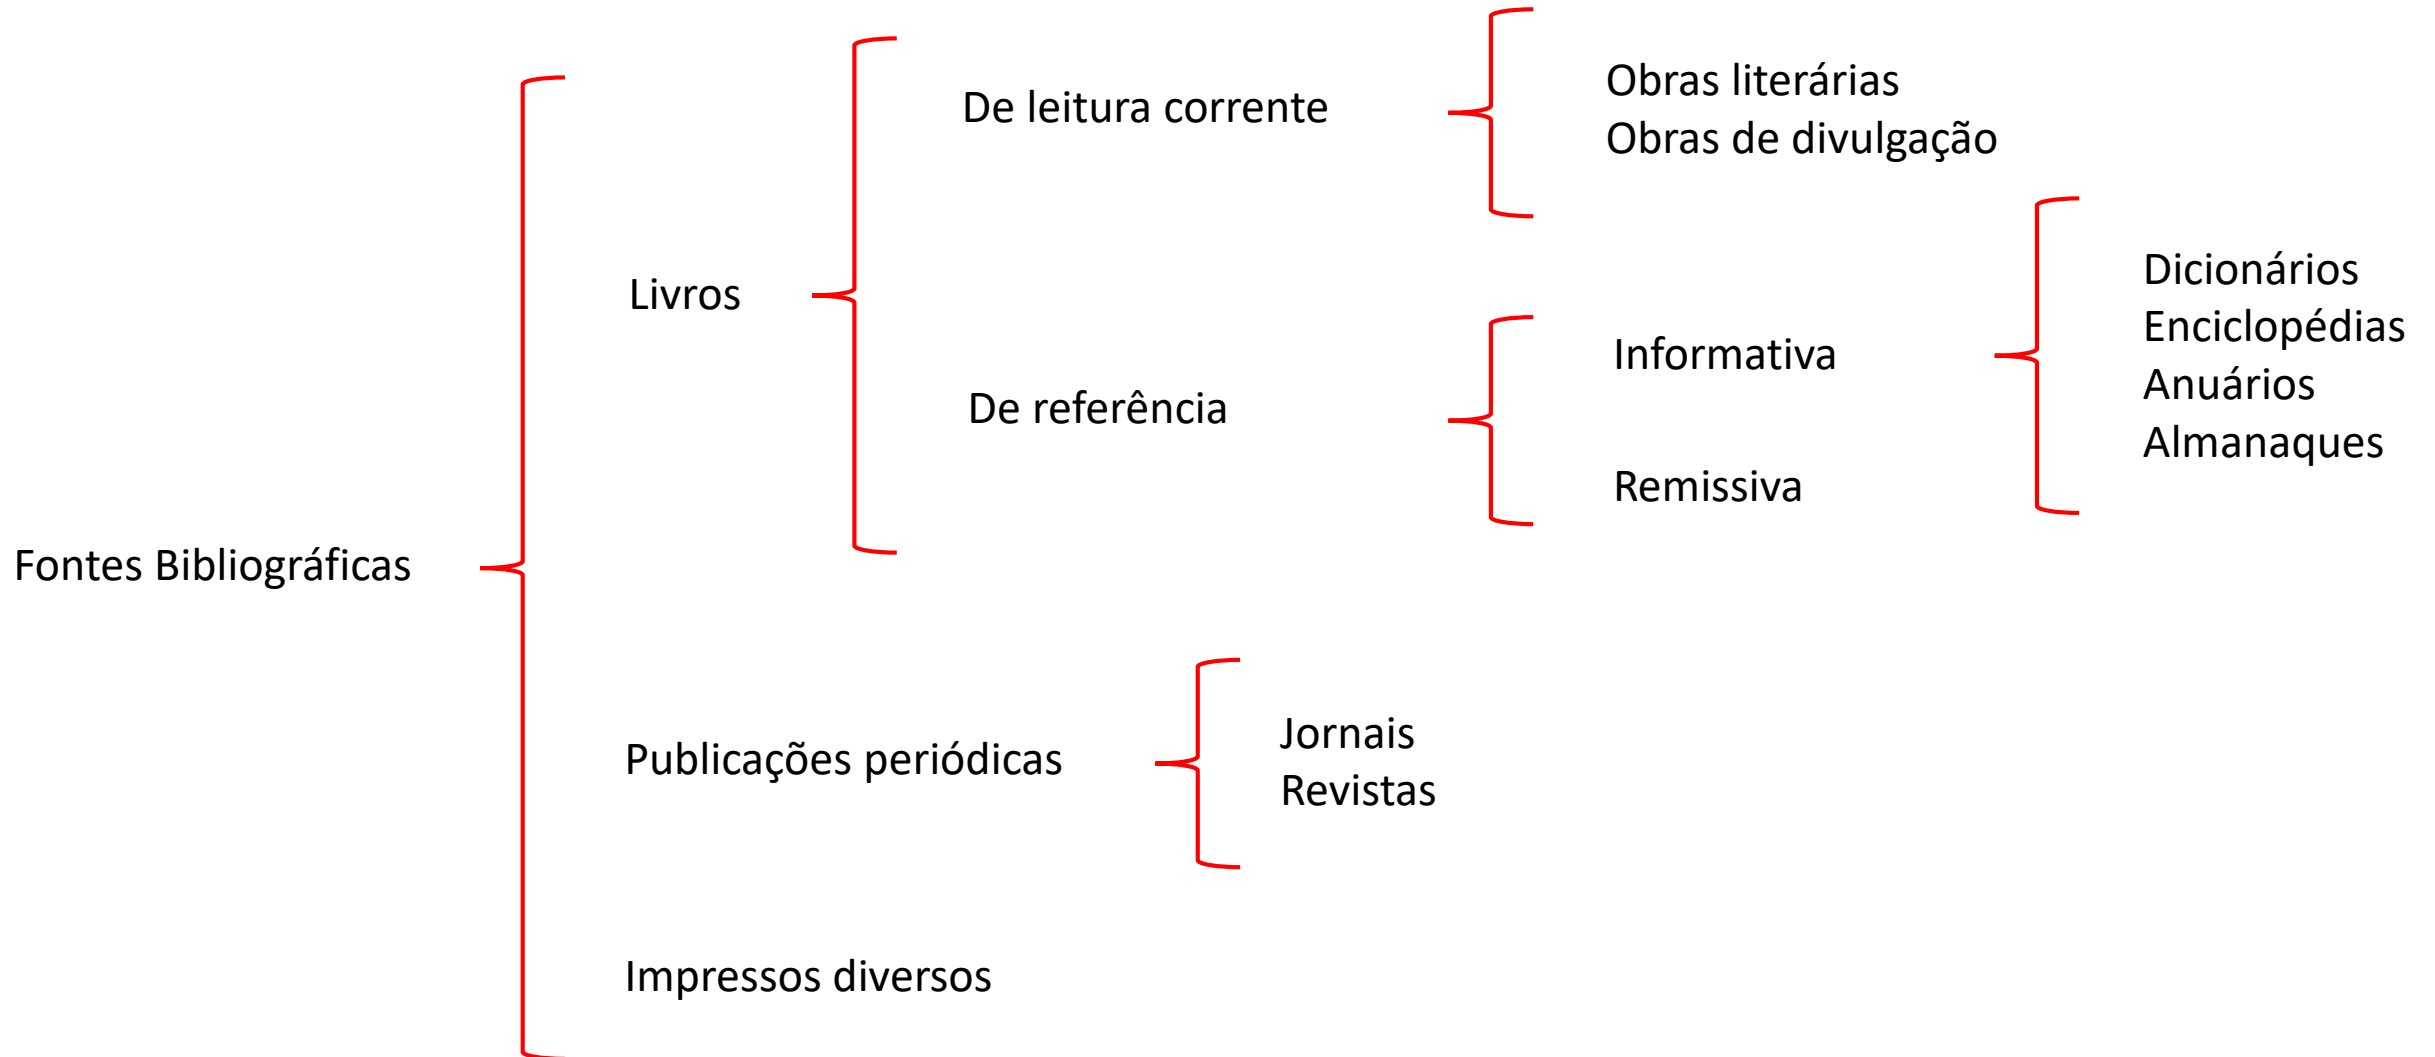 Fontes Bibliográficas
Livros
De leitura corrente
Obras literárias
Obras de divulgação
De referência
Informativa
Dicionários
Enciclopédias
Anuários
Almanaques
Remissiva
Publicações periódicas
Jornais
Revistas
Impressos diversos